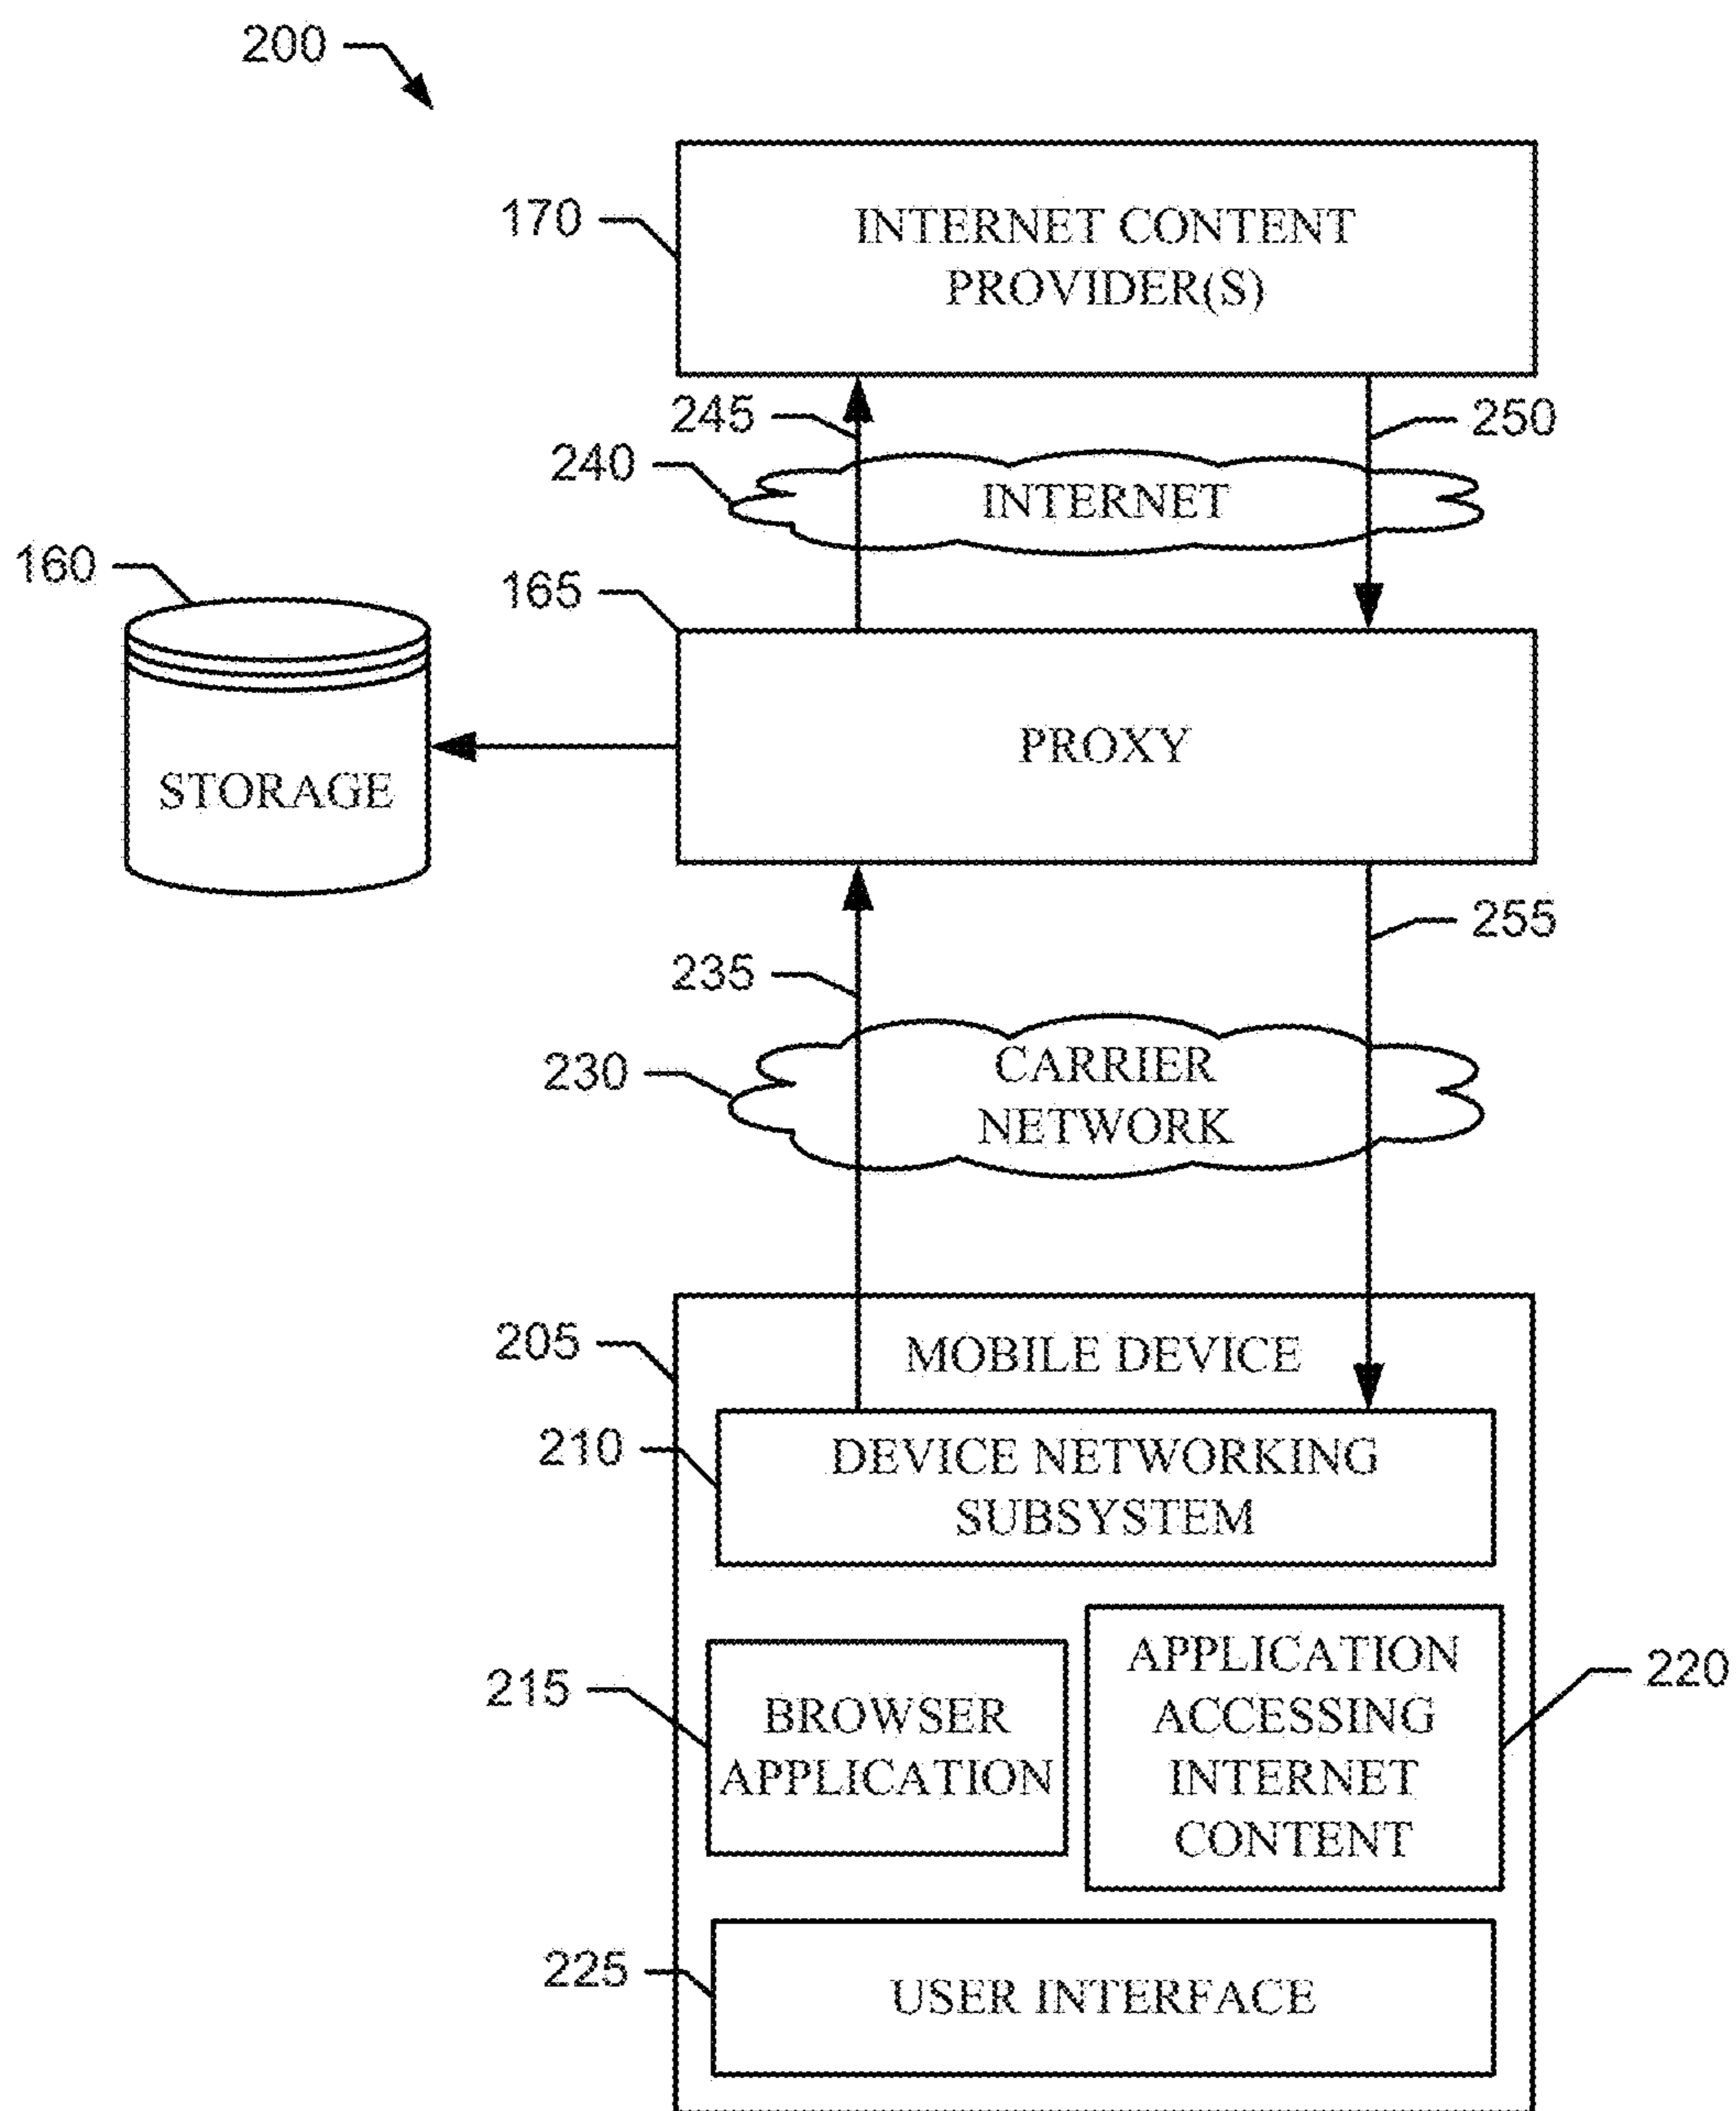 200
170
INTERNET CONTENT
PROVIDER(S)
245
250
240
INTERNET
160
165
STORAGE
PROXY
255
235
230
CARRIER
NETWORK
205
MOBILE DEVICE
210
DEVICE NETWORKING
SUBSYSTEM
215
BROWSER
APPLICATION
APPLICATION
ACCESSING
INTERNET
CONTENT
220
225
USER INTERFACE